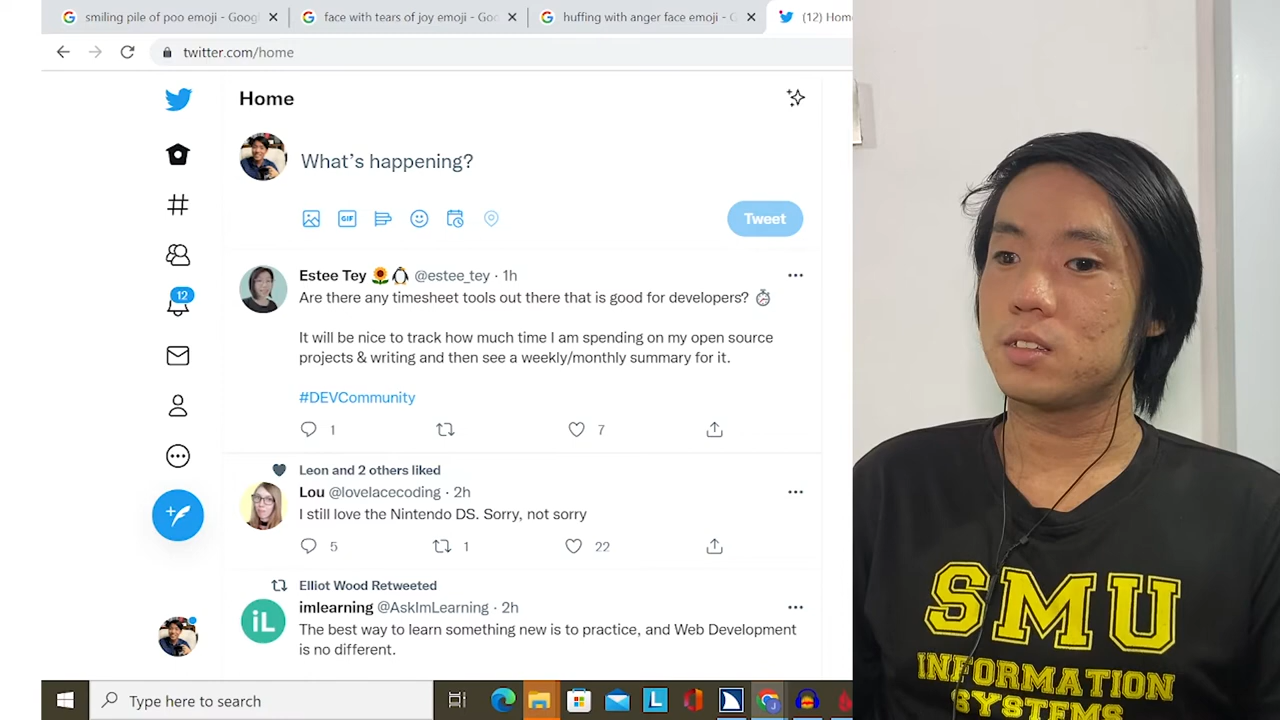 smiling pile of poo emoji - Googl
face with tears of joy emoji - Goo
huffing with anger face emoji - G
(12) Hom
twitter.com/home
Home
What's happening?
GIF
Tweet
Estee Tey 🌻🐧 @estee_tey · 1h
Are there any timesheet tools out there that is good for developers? ⏱
It will be nice to track how much time I am spending on my open source
projects & writing and then see a weekly/monthly summary for it.
#DEVCommunity
1
7
12
Leon and 2 others liked
Lou @lovelacecoding · 2h
I still love the Nintendo DS. Sorry, not sorry
5
1
22
Elliot Wood Retweeted
iL
imlearning @AskImLearning · 2h
The best way to learn something new is to practice, and Web Development
is no different.
Type here to search
L
SMU
INFORMATION
SYSTEMS